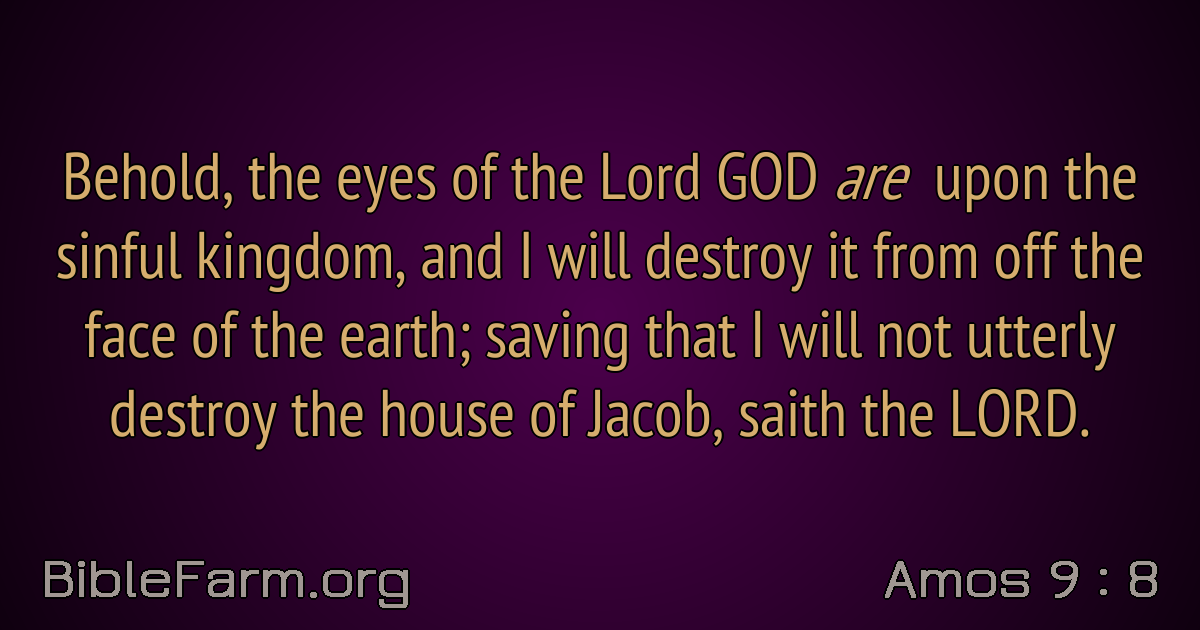 Behold, the eyes of the Lord GOD are upon the
sinful kingdom, and I will destroy it from off the
face of the earth; saving that I will not utterly
destroy the house of Jacob, saith the LORD.
BibleFarm.org
Amos 9 : 8